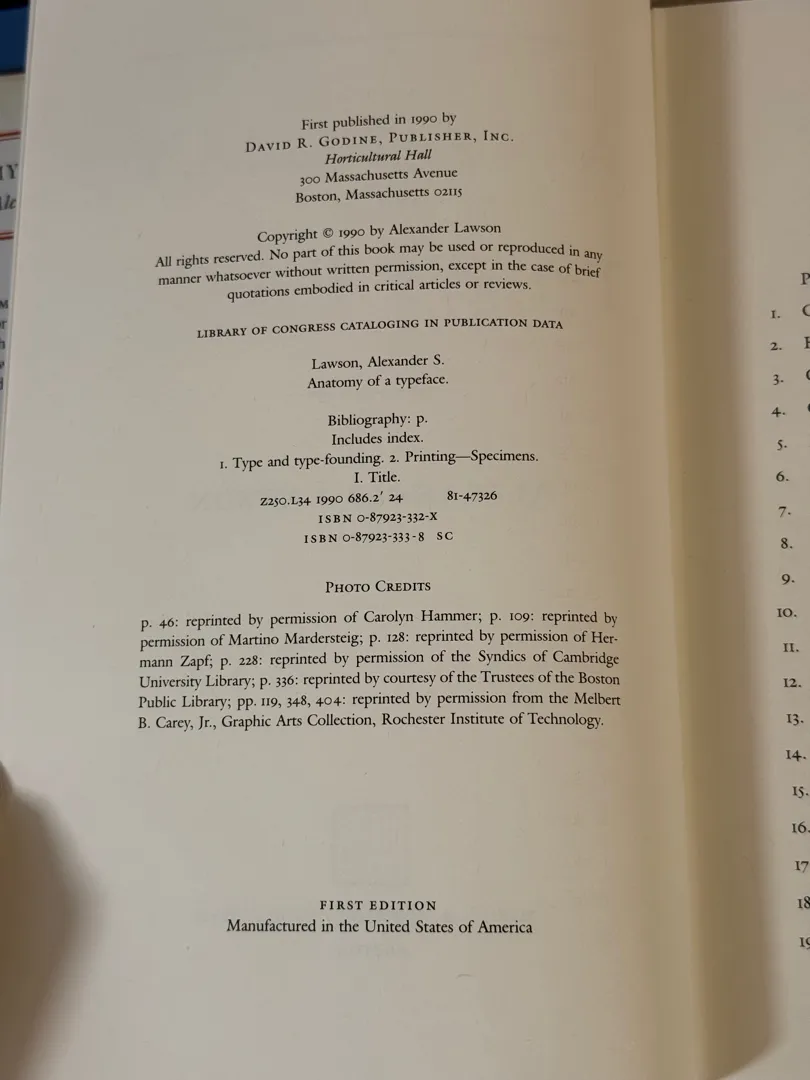 First published in 1990 by
DAVID R. GODINE, PUBLISHER, INC.
Horticultural Hall
300 Massachusetts Avenue
Boston, Massachusetts 02115
Copyright © 1990 by Alexander Lawson
All rights reserved. No part of this book may be used or reproduced in any
manner whatsoever without written permission, except in the case of brief
quotations embodied in critical articles or reviews.
LIBRARY OF CONGRESS CATALOGING IN PUBLICATION DATA
Lawson, Alexander S.
Anatomy of a typeface.
Bibliography: p.
Includes index.
1. Type and type-founding. 2. Printing—Specimens.
I. Title.
Z250.L34 1990 686.2′ 24 81-47326
ISBN 0-87923-332-X
ISBN 0-87923-333-8 SC
PHOTO CREDITS
p. 46: reprinted by permission of Carolyn Hammer; p. 109: reprinted by
permission of Martino Mardersteig; p. 128: reprinted by permission of Her-
mann Zapf; p. 228: reprinted by permission of the Syndics of Cambridge
University Library; p. 336: reprinted by courtesy of the Trustees of the Boston
Public Library; pp. 119, 348, 404: reprinted by permission from the Melbert
B. Carey, Jr., Graphic Arts Collection, Rochester Institute of Technology.
FIRST EDITION
Manufactured in the United States of America
1.
2.
3.
4.
5.
6.
7.
8.
9.
10.
11.
12.
13.
14.
15.
16.
17
18